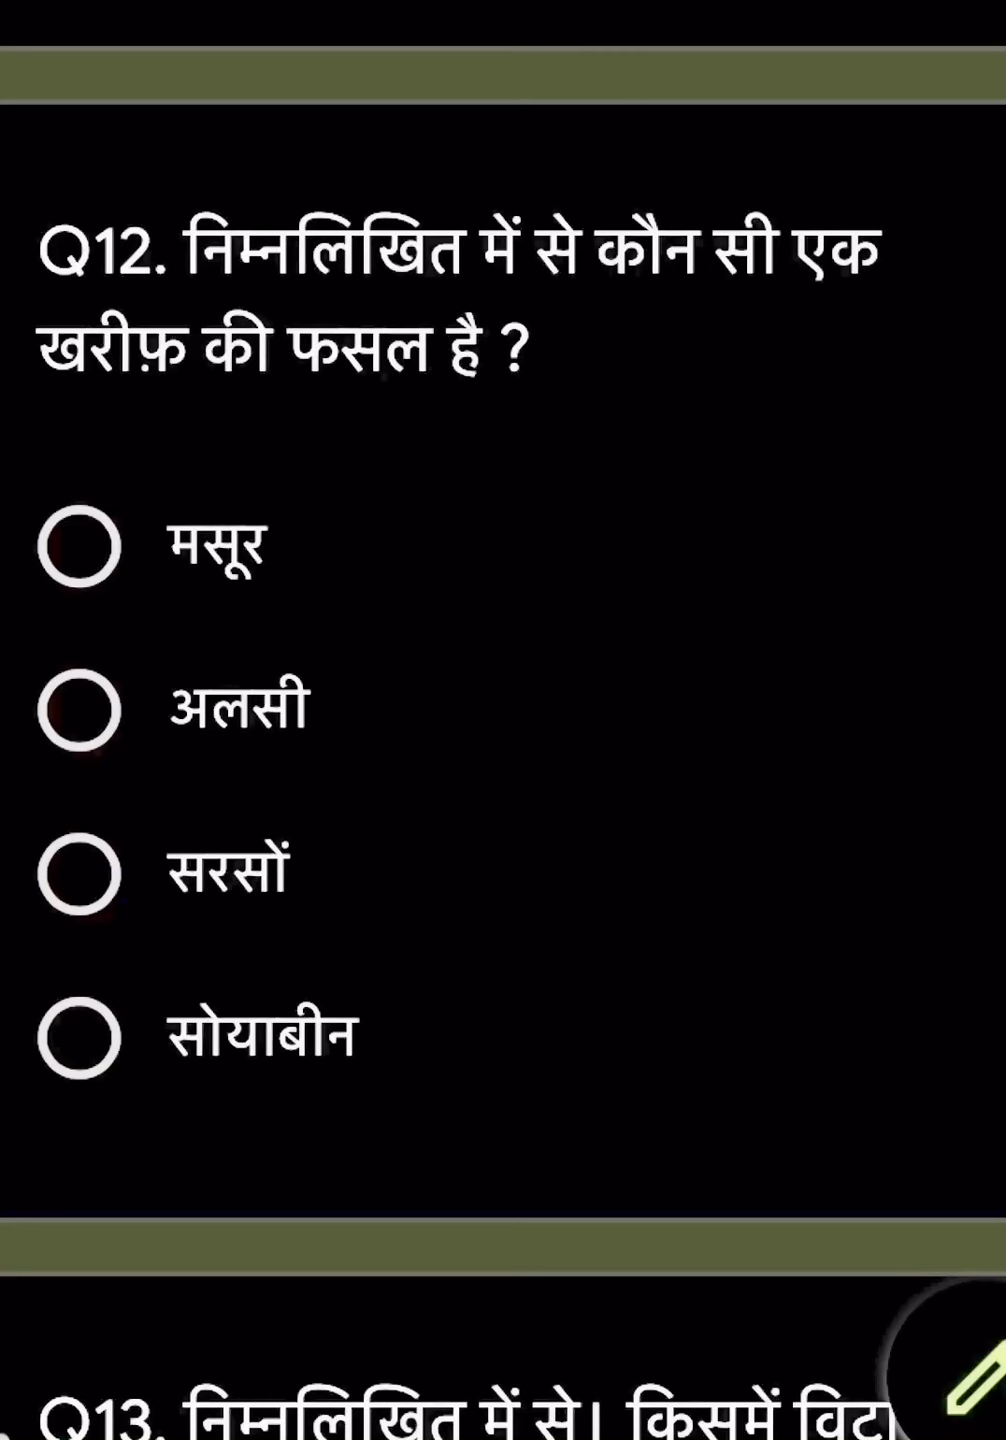 Q12. निम्नलिखित में से कौन सी एक
खरीफ़ की फसल है ?
मसूर
अलसी
सरसों
सोयाबीन
Q13. निम्नलिखित में से। किसमें